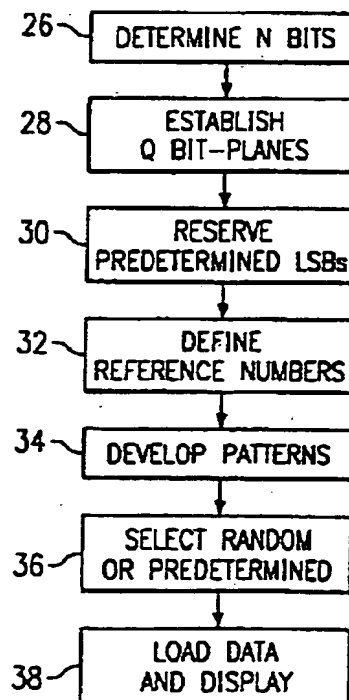 26
DETERMINE N BITS
28
ESTABLISH
Q BIT-PLANES
30
RESERVE
PREDETERMINED LSBs
32
DEFINE
REFERENCE NUMBERS
34
DEVELOP PATTERNS
36
SELECT RANDOM
OR PREDETERMINED
38
LOAD DATA
AND DISPLAY